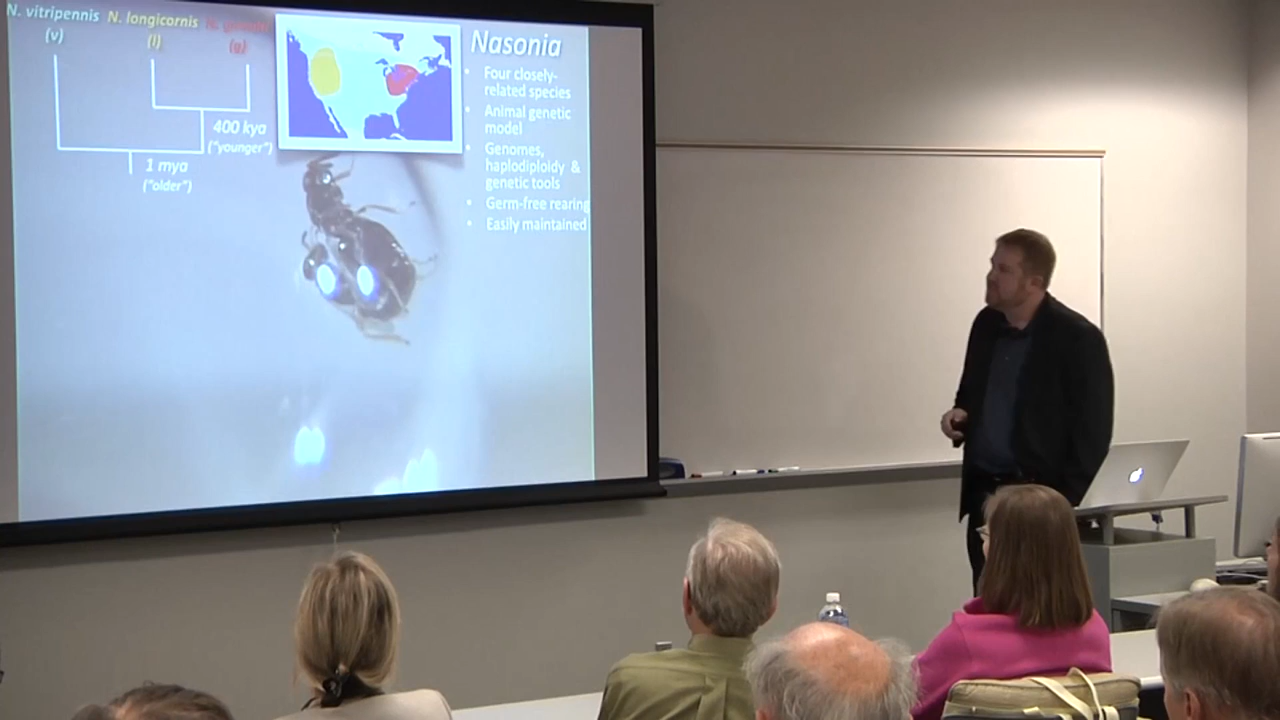 N. vitripennis N. longicornis
(v) (l) (g)
400 kya
("younger")
1 mya
("older")
Nasonia
• Four closely-
related species
• Animal genetic
model
• Genomes,
haplodiploidy &
genetic tools
• Germ-free rearing
• Easily maintained